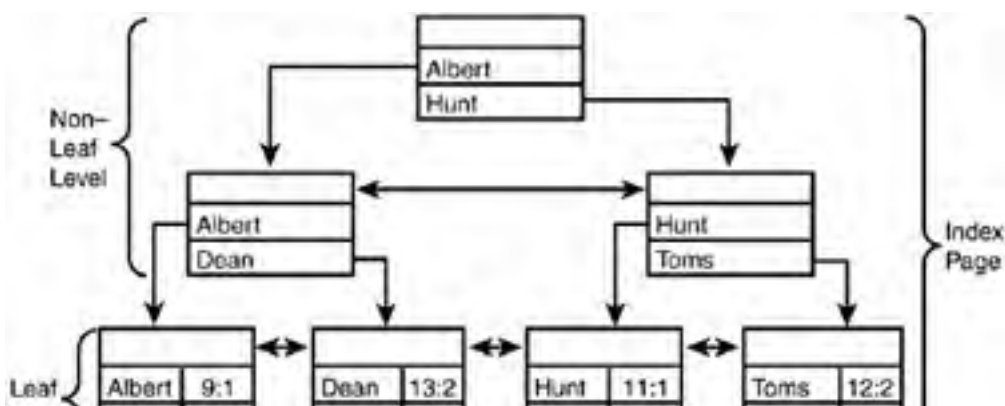 Albert
Hunt
Non–
Leaf
Level
Albert
Dean
Hunt
Toms
Index
Page
Leaf
Albert 9:1
Dean 13:2
Hunt 11:1
Toms 12:2